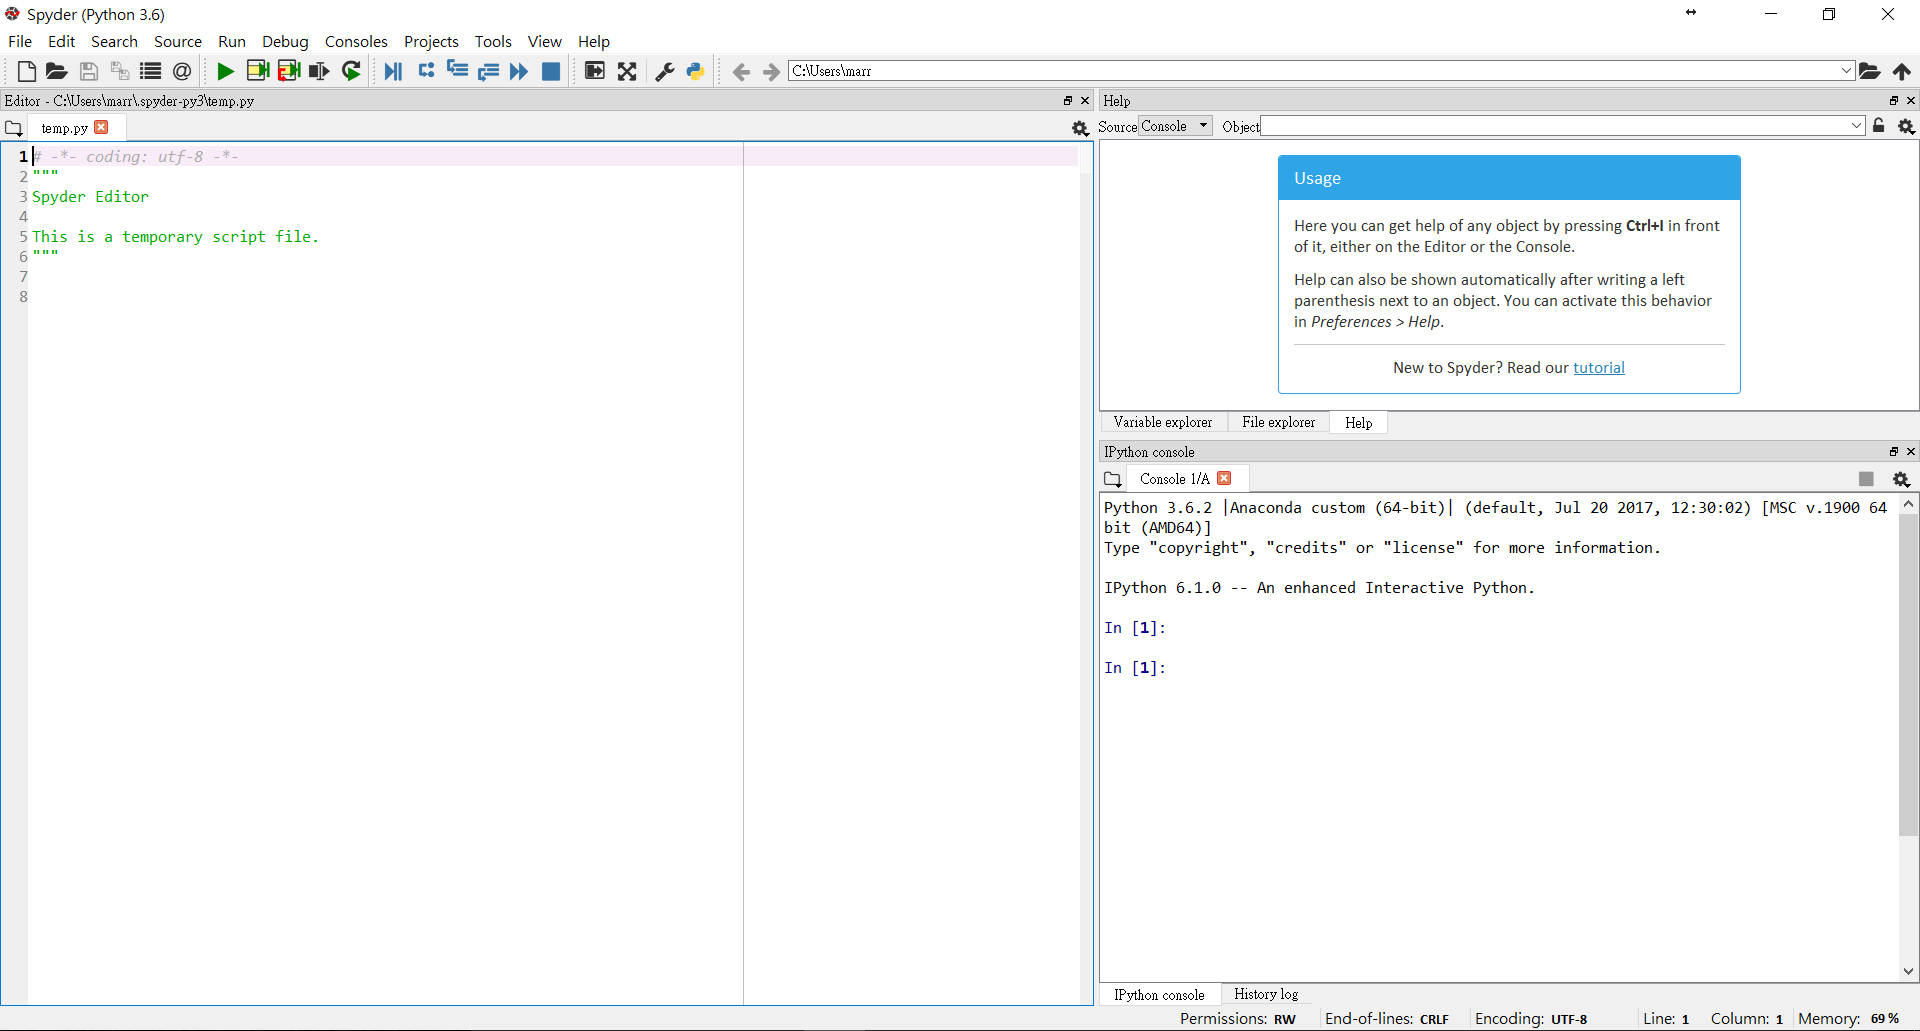 Spyder (Python 3.6)
File Edit Search Source Run Debug Consoles Projects Tools View Help
C:\Users\marr
Editor - C:\Users\marr\.spyder-py3\temp.py
temp.py
1 # -*- coding: utf-8 -*-
2 """
3 Spyder Editor
4
5 This is a temporary script file.
6 """
7
8
Help
Source Console Object
Usage
Here you can get help of any object by pressing Ctrl+I in front
of it, either on the Editor or the Console.
Help can also be shown automatically after writing a left
parenthesis next to an object. You can activate this behavior
in Preferences > Help.
New to Spyder? Read our tutorial
Variable explorer File explorer Help
IPython console
Console 1/A
Python 3.6.2 |Anaconda custom (64-bit)| (default, Jul 20 2017, 12:30:02) [MSC v.1900 64
bit (AMD64)]
Type "copyright", "credits" or "license" for more information.
IPython 6.1.0 -- An enhanced Interactive Python.
In [1]:
In [1]:
IPython console History log
Permissions: RW End-of-lines: CRLF Encoding: UTF-8 Line: 1 Column: 1 Memory: 69 %